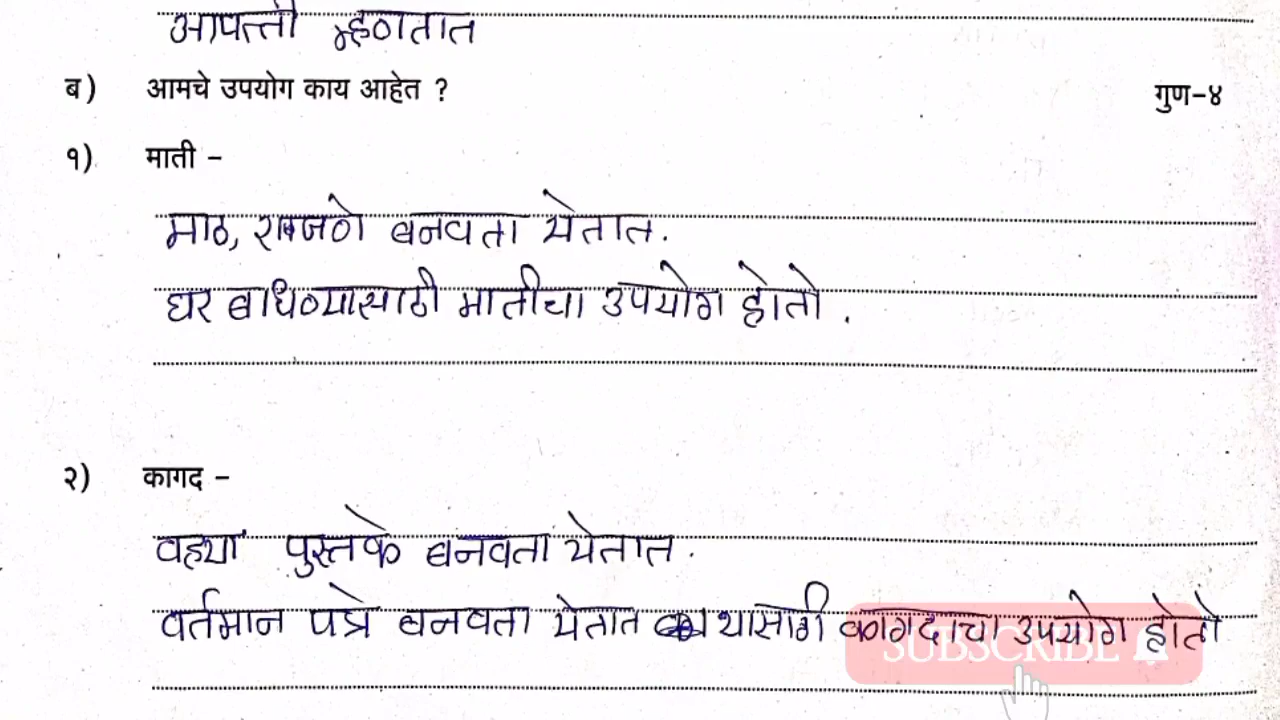 आपत्ती म्हणतात
ब) आमचे उपयोग काय आहेत ? गुण-४
१) माती -
माठ, रांजणे बनवता येतात.
घर बांधण्यासाठी मातीचा उपयोग होतो .
२) कागद -
वह्या पुस्तके बनवता येतात.
वर्तमान पत्रे बनवता येतात यासाठी कागदाचा उपयोग होतो
SUBSCRIBE